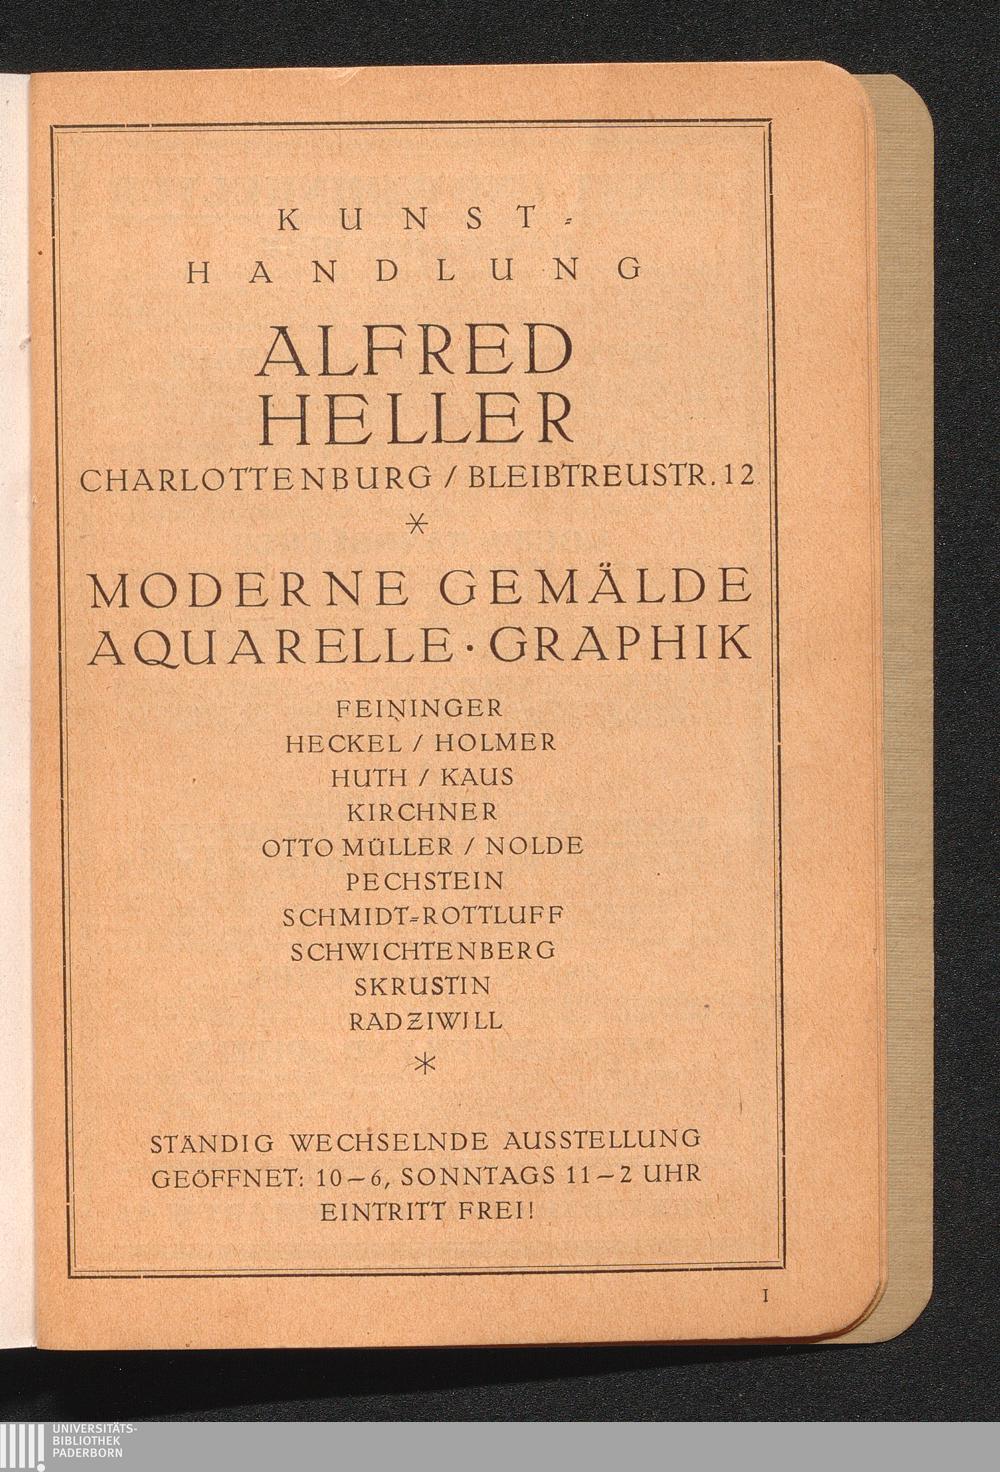 KUNST-
HANDLUNG
ALFRED
HELLER
CHARLOTTENBURG / BLEIBTREUSTR. 12
*
MODERNE GEMÄLDE
AQUARELLE · GRAPHIK
FEININGER
HECKEL / HOLMER
HUTH / KAUS
KIRCHNER
OTTO MÜLLER / NOLDE
PECHSTEIN
SCHMIDT-ROTTLUFF
SCHWICHTENBERG
SKRUSTIN
RADZIWILL
*
STÄNDIG WECHSELNDE AUSSTELLUNG
GEÖFFNET: 10–6, SONNTAGS 11–2 UHR
EINTRITT FREI!
I
UNIVERSITÄTS-
BIBLIOTHEK
PADERBORN